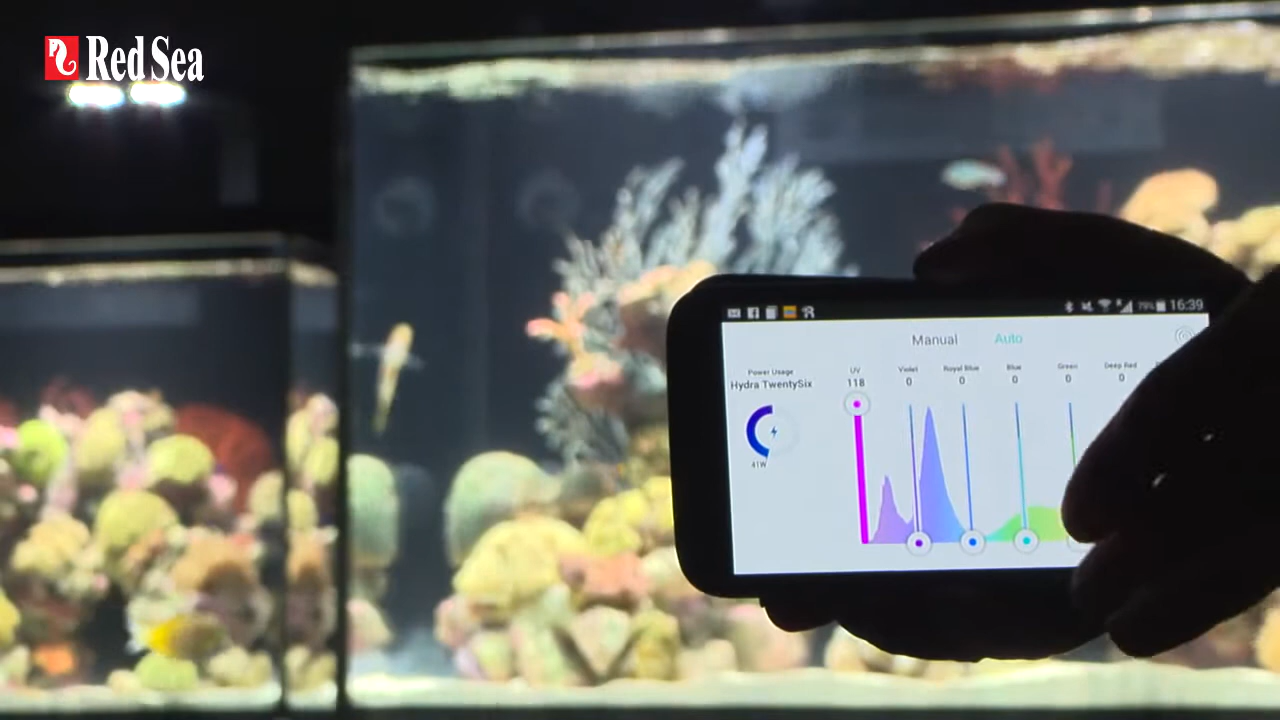 Red Sea
79% 16:39
Manual Auto
Power Usage
Hydra TwentySix
41W
UV Violet Royal Blue Blue Green Deep Red
118 0 0 0 0 0